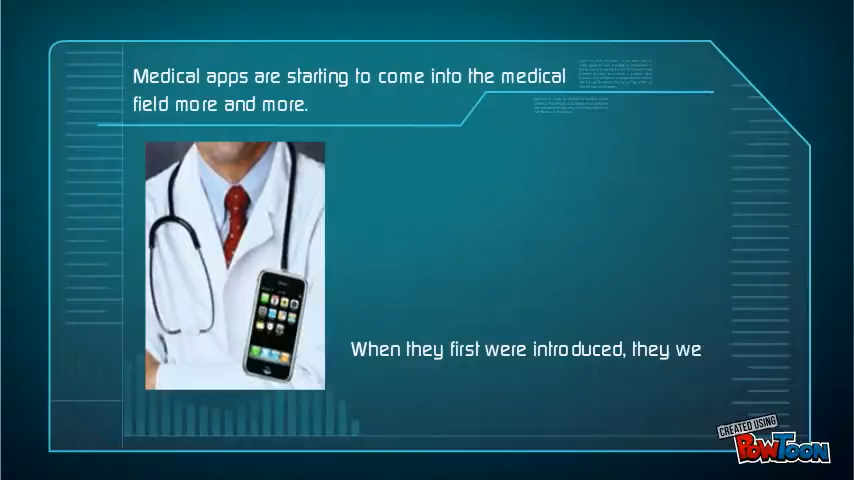 Medical apps are starting to come into the medical
field more and more.
When they first were introduced, they we
CREATED USING
POWTOON